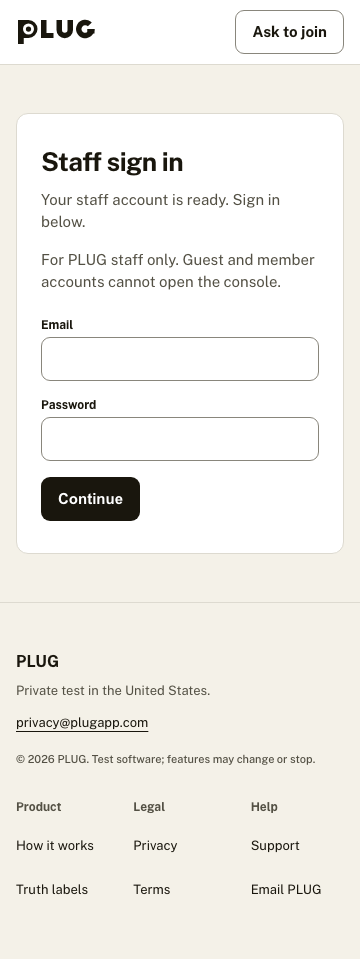 PLUG
Ask to join
Staff sign in
Your staff account is ready. Sign in
below.
For PLUG staff only. Guest and member
accounts cannot open the console.
Email
Password
Continue
PLUG
Private test in the United States.
privacy@plugapp.com
© 2026 PLUG. Test software; features may change or stop.
Product Legal Help
How it works Privacy Support
Truth labels Terms Email PLUG